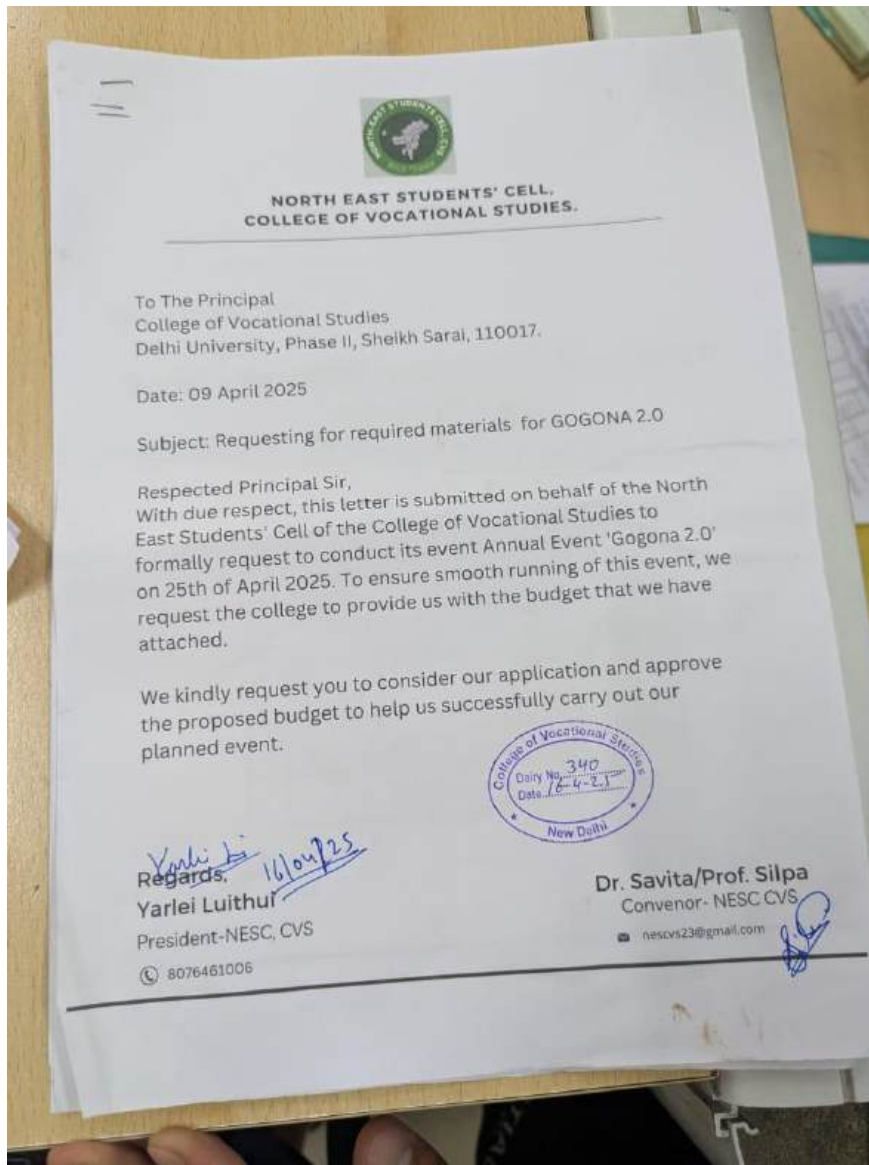 NORTH-EAST STUDENTS' CELL, CVS
NORTH EAST STUDENTS' CELL,
COLLEGE OF VOCATIONAL STUDIES.
To The Principal
College of Vocational Studies
Delhi University, Phase II, Sheikh Sarai, 110017.
Date: 09 April 2025
Subject: Requesting for required materials for GOGONA 2.0
Respected Principal Sir,
With due respect, this letter is submitted on behalf of the North
East Students' Cell of the College of Vocational Studies to
formally request to conduct its event Annual Event 'Gogona 2.0'
on 25th of April 2025. To ensure smooth running of this event, we
request the college to provide us with the budget that we have
attached.
We kindly request you to consider our application and approve
the proposed budget to help us successfully carry out our
planned event.
College of Vocational Studies
Dairy No. 340
Date 16-4-25
New Delhi
16/04/25
Regards,
Yarlei Luithui
President-NESC, CVS
8076461006
Dr. Savita/Prof. Silpa
Convenor- NESC CVS
nescvs23@gmail.com